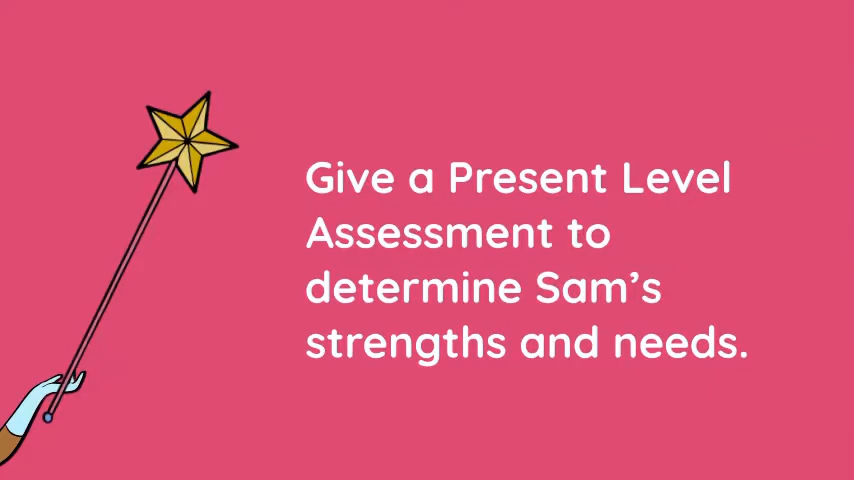 Give a Present Level
Assessment to
determine Sam’s
strengths and needs.